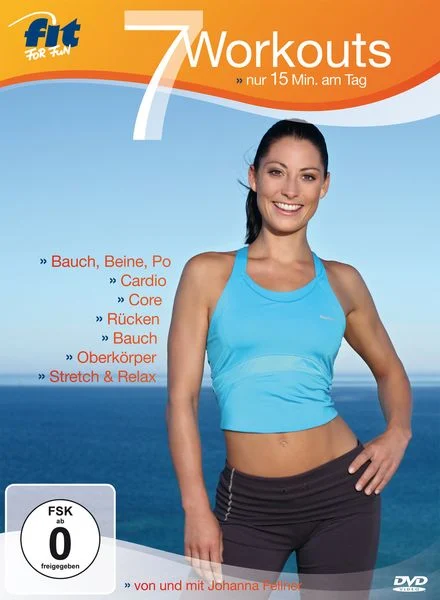 fit
FOR FUN
7 Workouts
» nur 15 Min. am Tag
» Bauch, Beine, Po
» Cardio
» Core
» Rücken
» Bauch
» Oberkörper
» Stretch & Relax
FSK
ab
0
freigegeben
» von und mit Johanna Fellner
DVD
VIDEO